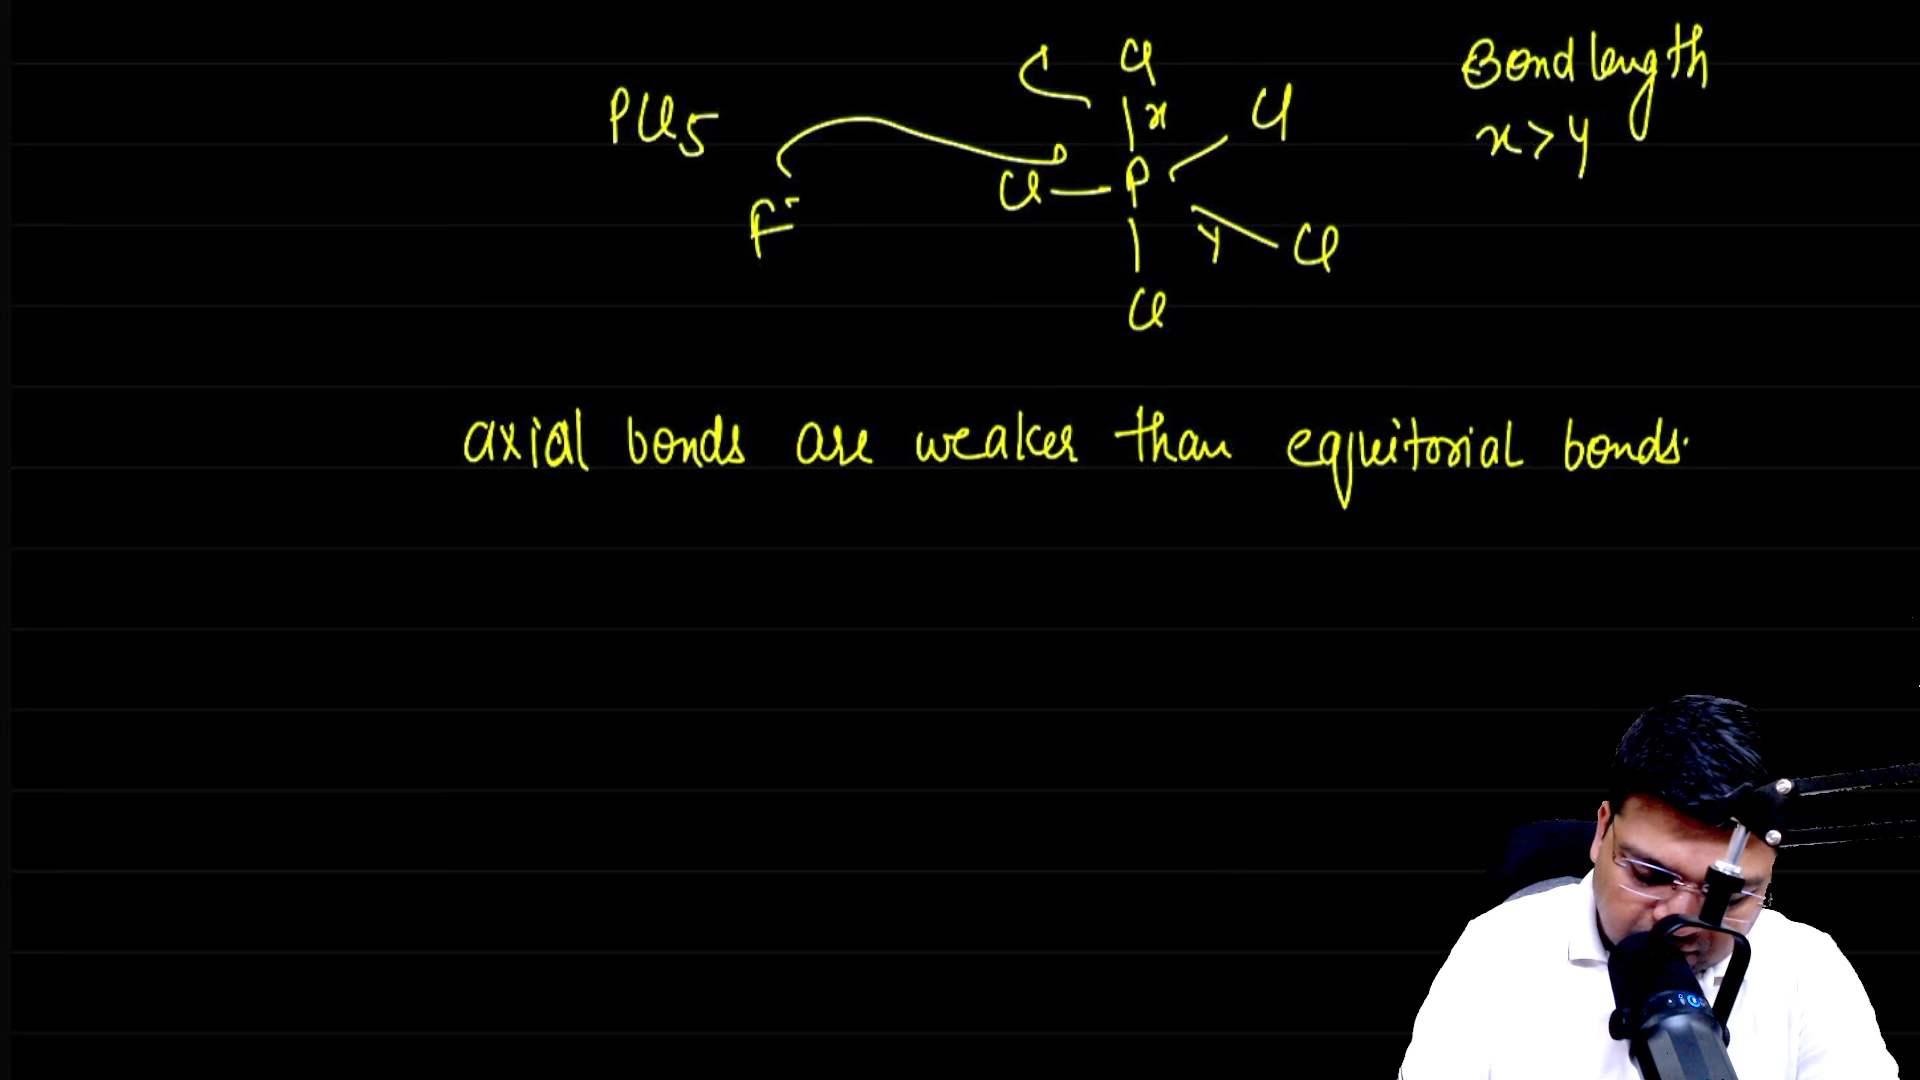 Cl
Bond length
PCl5
x
Cl
x > y
Cl
P
F-
y
Cl
Cl
axial bonds are weaker than equitorial bonds.